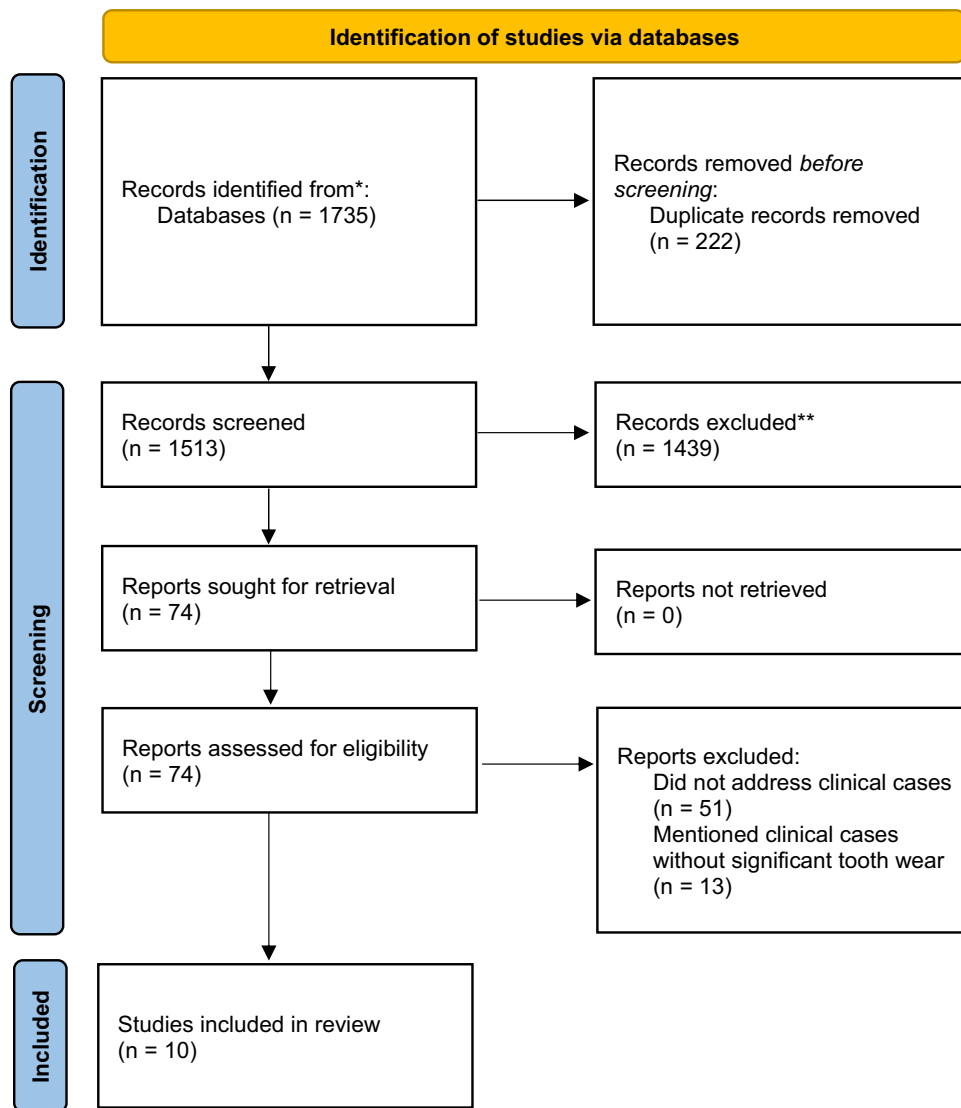 Identification of studies via databases
Identification
Records identified from*:
Databases (n = 1735)
Records removed before
screening:
Duplicate records removed
(n = 222)
Screening
Records screened
(n = 1513)
Records excluded**
(n = 1439)
Reports sought for retrieval
(n = 74)
Reports not retrieved
(n = 0)
Reports assessed for eligibility
(n = 74)
Reports excluded:
Did not address clinical cases
(n = 51)
Mentioned clinical cases
without significant tooth wear
(n = 13)
Included
Studies included in review
(n = 10)